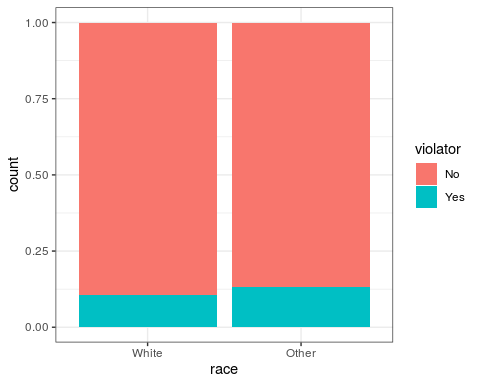 1.00
0.75
0.50
0.25
0.00
count
White
Other
race
violator
No
Yes